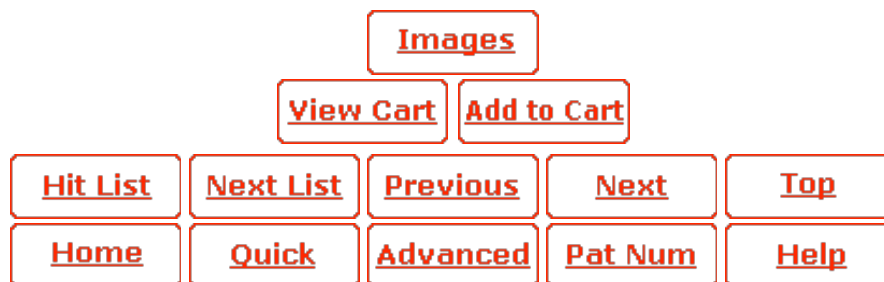 Images
View Cart Add to Cart
Hit List Next List Previous Next Top
Home Quick Advanced Pat Num Help